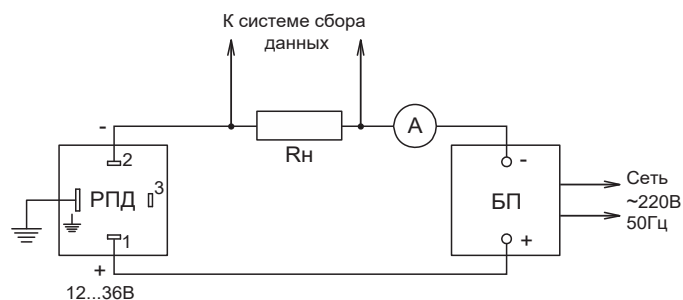 К системе сбора
данных
A
Rн
-
2
3
РПД
1
+
12...36В
-
БП
+
Сеть
~220В
50Гц